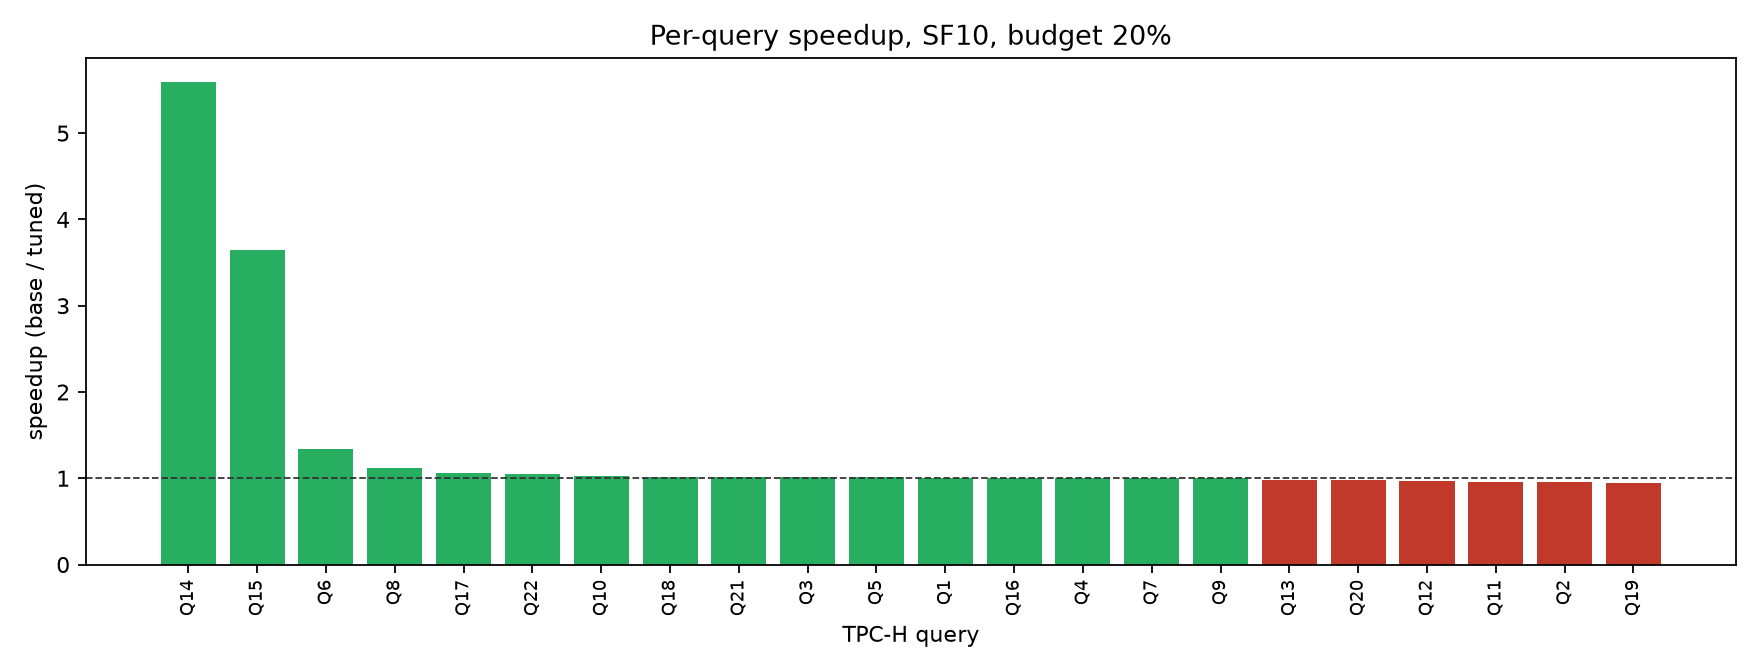 Per-query speedup, SF10, budget 20%
speedup (base / tuned)
5
4
3
2
1
0
Q14 Q15 Q6 Q8 Q17 Q22 Q10 Q18 Q21 Q3 Q5 Q1 Q16 Q4 Q7 Q9 Q13 Q20 Q12 Q11 Q2 Q19
TPC-H query